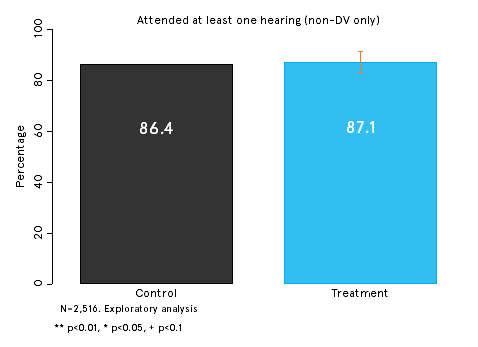 Attended at least one hearing (non-DV only)
100
80
60
40
20
0
Percentage
86.4
87.1
Control
Treatment
N=2,516. Exploratory analysis
** p<0.01, * p<0.05, + p<0.1